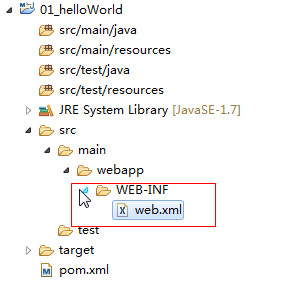 01_helloWorld
src/main/java
src/main/resources
src/test/java
src/test/resources
JRE System Library [JavaSE-1.7]
src
main
webapp
WEB-INF
web.xml
test
target
pom.xml